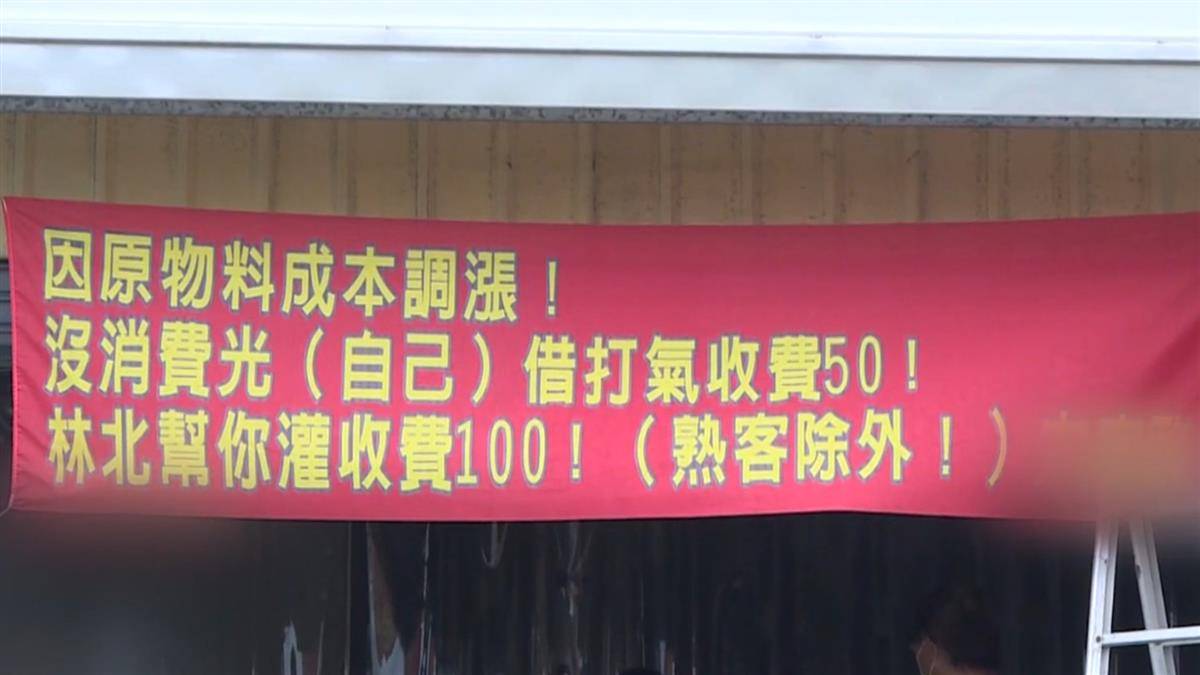 因原物料成本調漲！
沒消費光（自己）借打氣收費50！
林北幫你灌收費100！（熟客除外！）